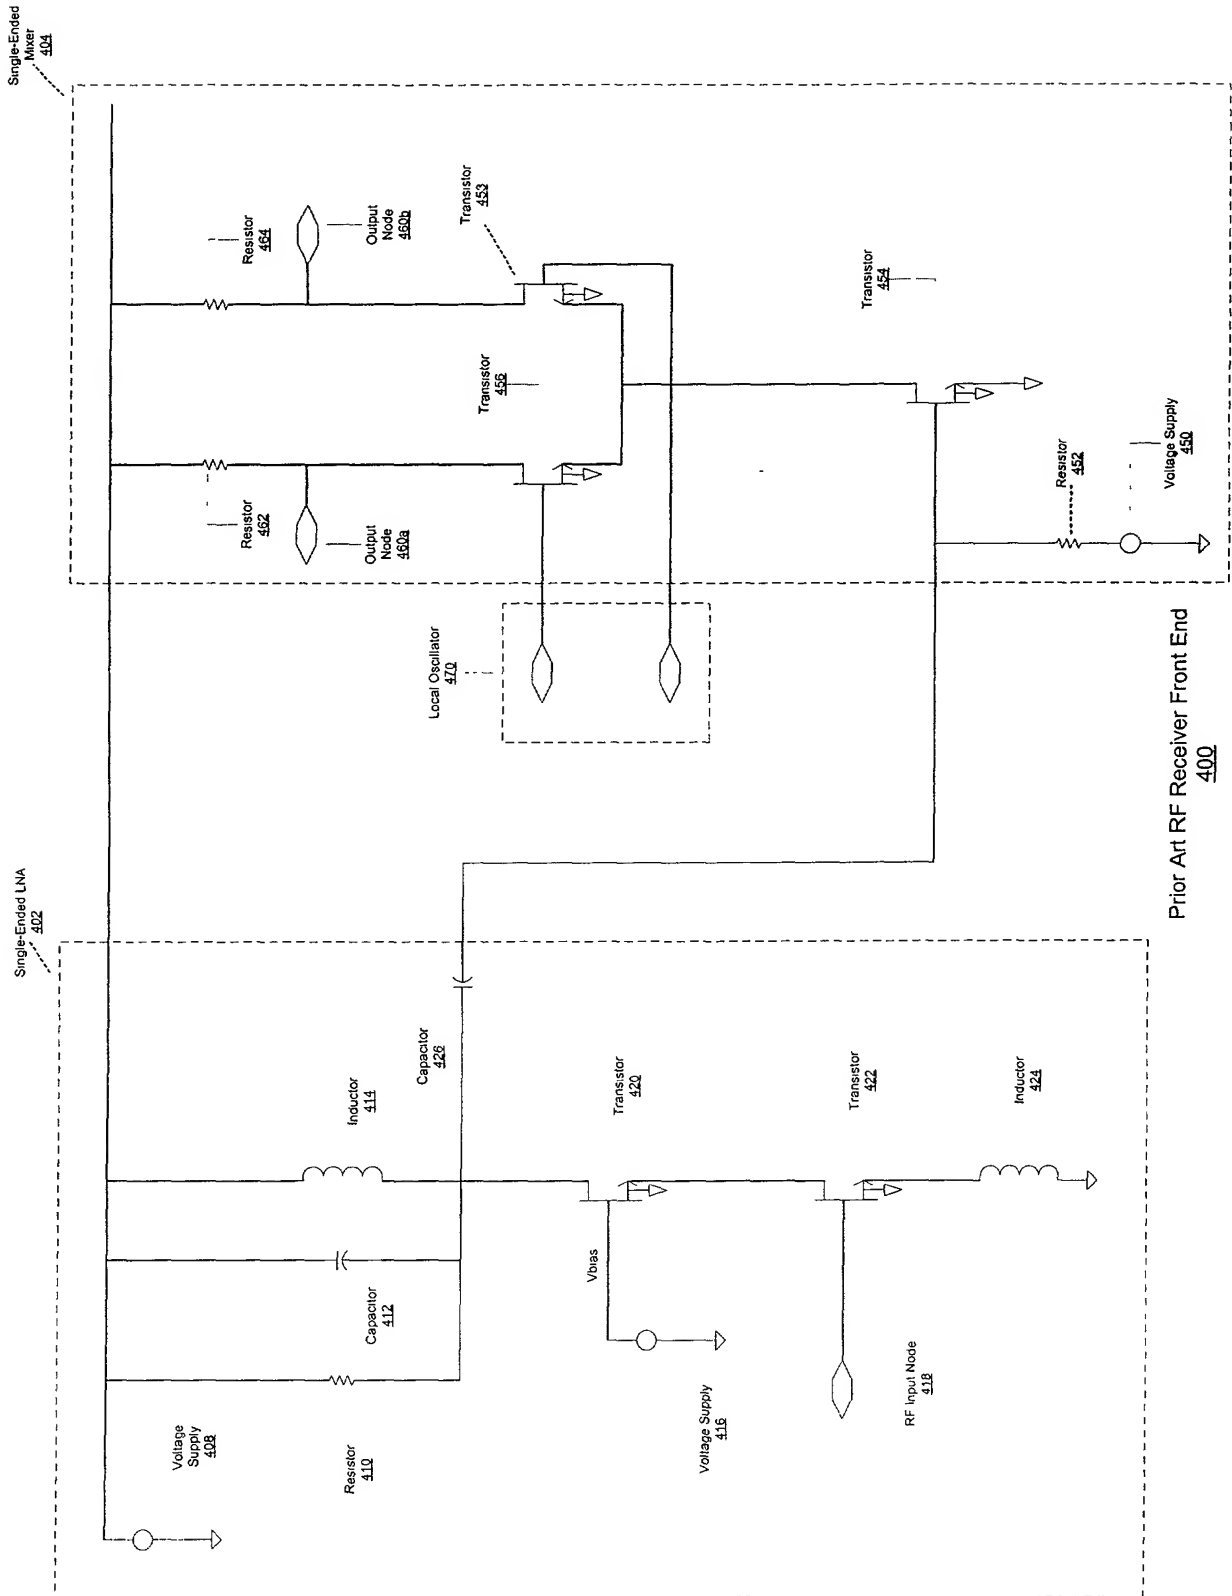 Single-Ended LNA
402
Voltage
Supply
408
Resistor
410
Capacitor
412
Inductor
414
Capacitor
426
Vbias
Voltage Supply
416
Transistor
420
RF Input Node
418
Transistor
422
Inductor
424
Single-Ended
Mixer
404
Resistor
462
Resistor
464
Output
Node
460a
Output
Node
460b
Local Oscillator
470
Transistor
456
Transistor
453
Transistor
454
Resistor
452
Voltage Supply
450
Prior Art RF Receiver Front End
400